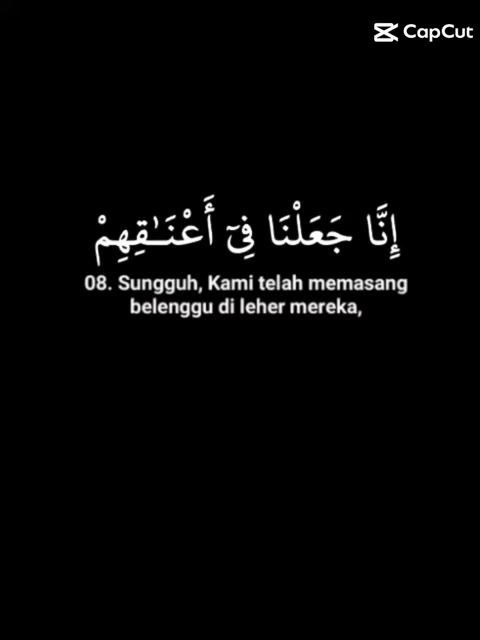 CapCut
إِنَّا جَعَلْنَا فِىٓ أَعْنَـٰقِهِمْ
08. Sungguh, Kami telah memasang
belenggu di leher mereka,